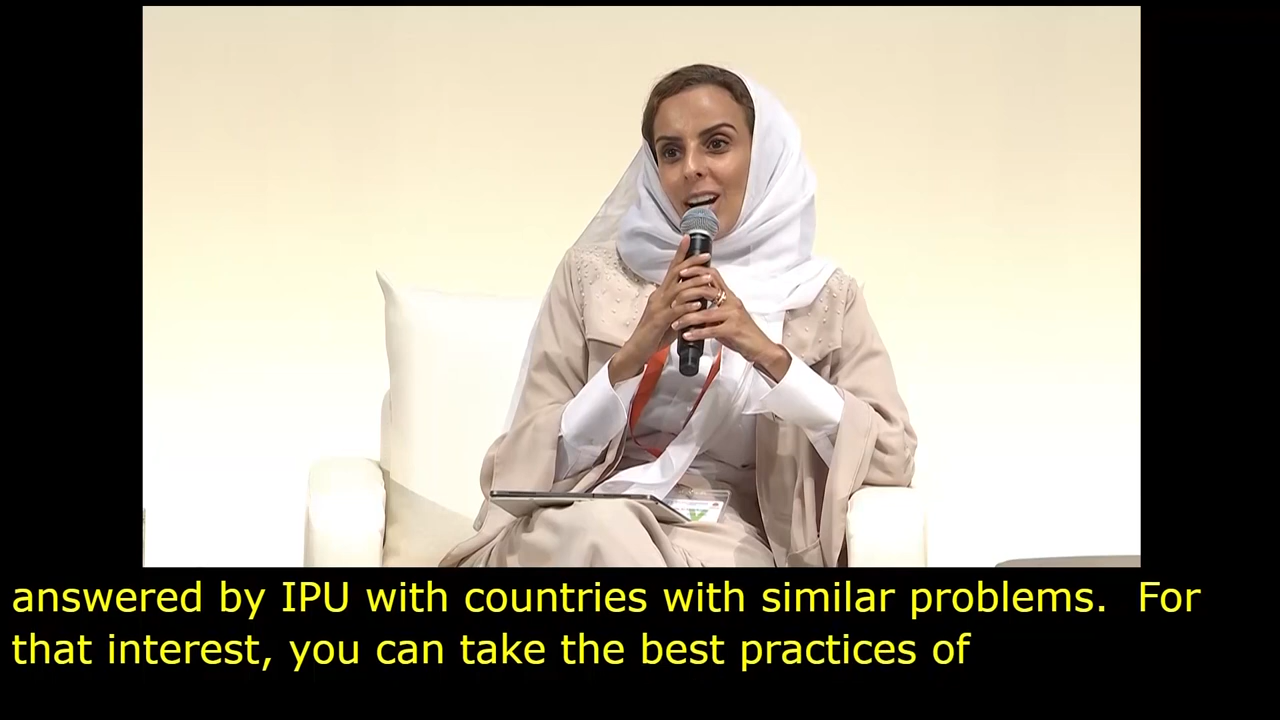 answered by IPU with countries with similar problems.  For
that interest, you can take the best practices of